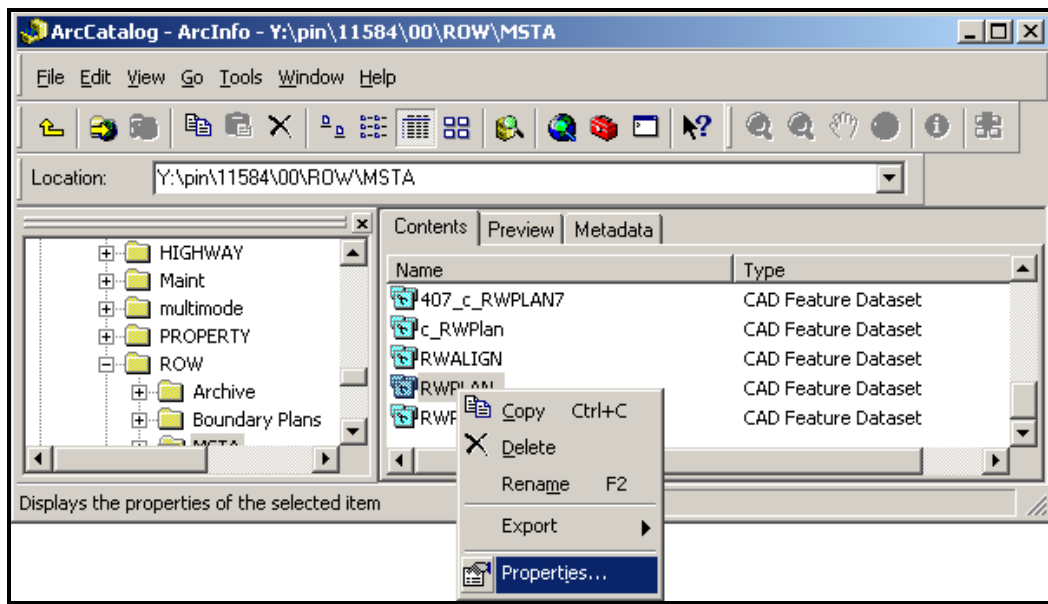 ArcCatalog - ArcInfo - Y:\pin\11584\00\ROW\MSTA
File Edit View Go Tools Window Help
Location: Y:\pin\11584\00\ROW\MSTA
HIGHWAY
Maint
multimode
PROPERTY
ROW
Archive
Boundary Plans
MSTA
Contents Preview Metadata
Name Type
407_c_RWPLAN7 CAD Feature Dataset
c_RWPlan CAD Feature Dataset
RWALIGN CAD Feature Dataset
RWPLAN CAD Feature Dataset
CAD Feature Dataset
Copy Ctrl+C
Delete
Rename F2
Export
Properties...
Displays the properties of the selected item